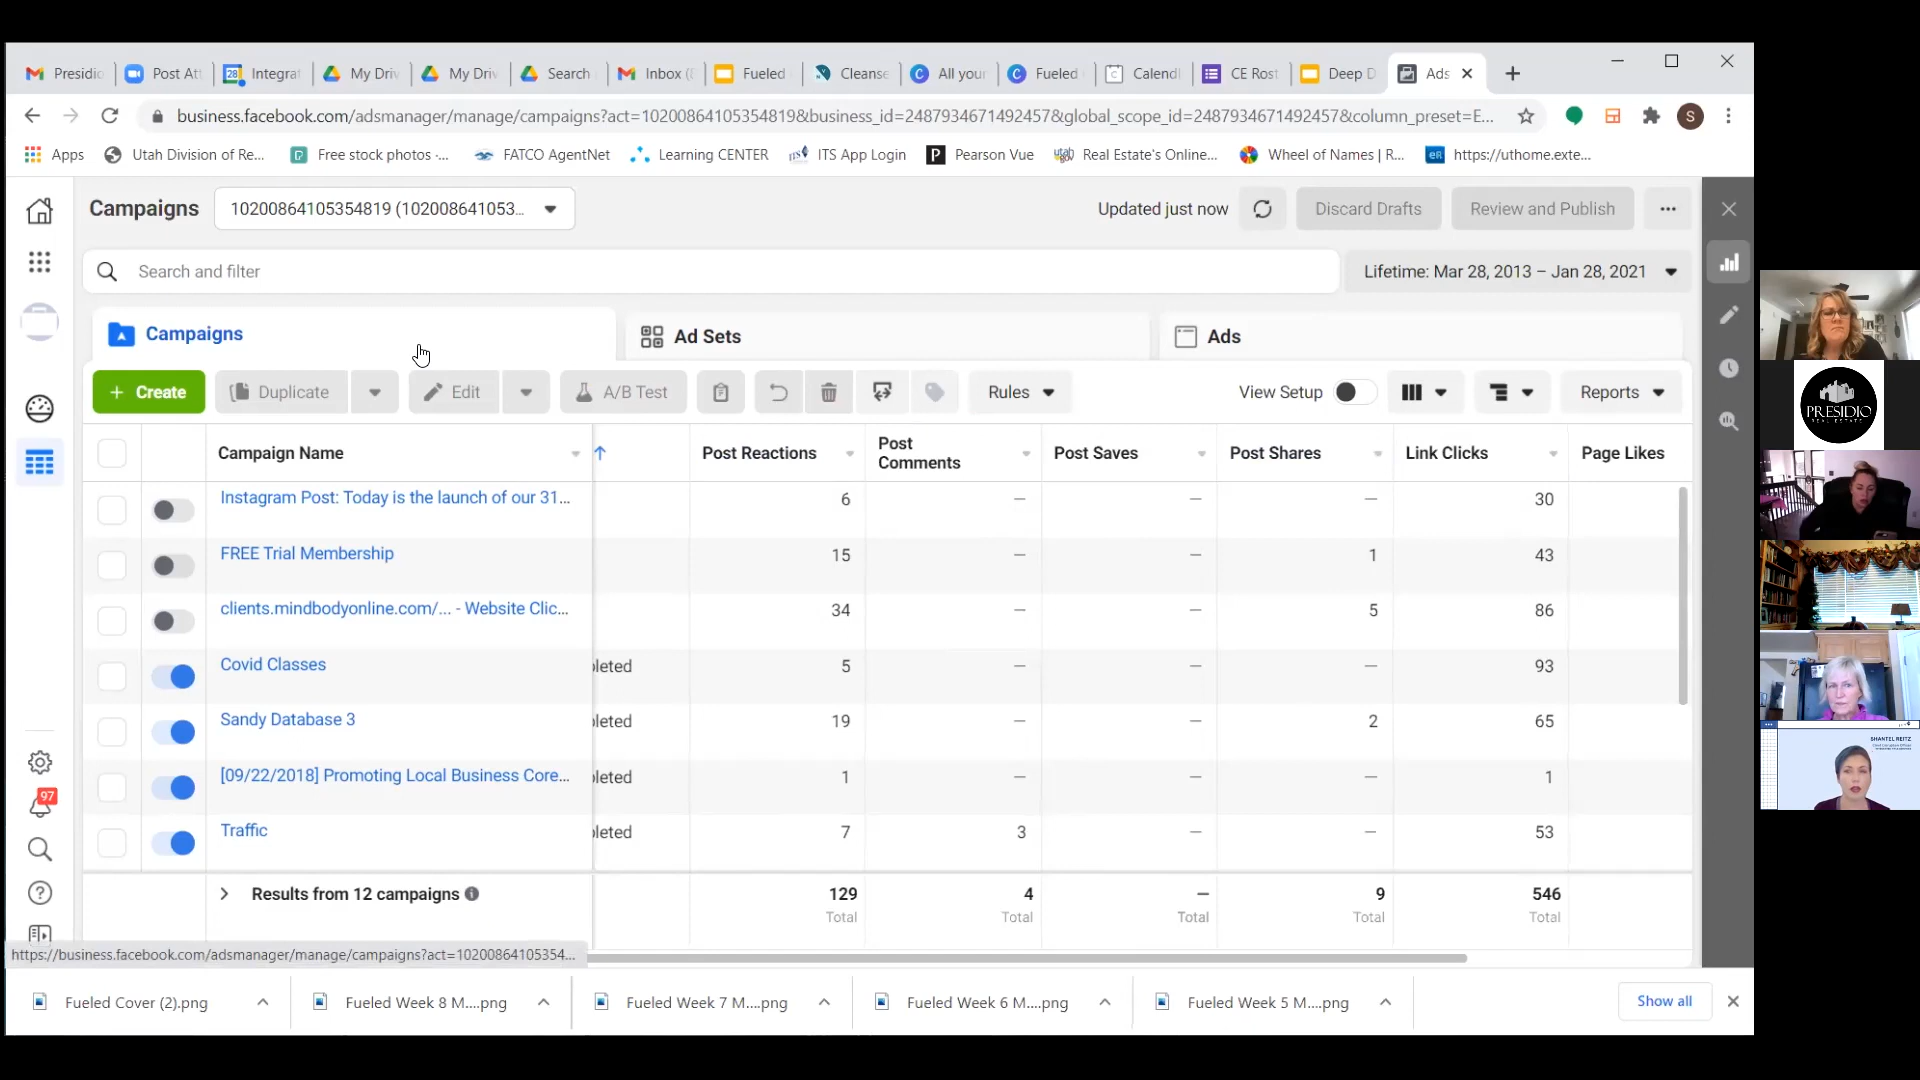 Presidio
Post At
28
Integrat
My Driv
My Driv
Search
Inbox (
Fueled
Cleanse
All your
Fueled
Calendl
CE Rost
Deep D
Ads
business.facebook.com/adsmanager/manage/campaigns?act=10200864105354819&business_id=2487934671492457&global_scope_id=2487934671492457&column_preset=E...
S
Apps
Utah Division of Re...
Free stock photos ·...
FATCO AgentNet
Learning CENTER
ITS App Login
Pearson Vue
Real Estate's Online...
Wheel of Names | R...
https://uthome.exte...
Campaigns
10200864105354819 (102008641053...
Updated just now
Discard Drafts
Review and Publish
Search and filter
Lifetime: Mar 28, 2013 – Jan 28, 2021
Campaigns
Ad Sets
Ads
+ Create
Duplicate
Edit
A/B Test
Rules
View Setup
Reports
Campaign Name
Post Reactions
Post
Comments
Post Saves
Post Shares
Link Clicks
Page Likes
Instagram Post: Today is the launch of our 31...
6 — — — 30
FREE Trial Membership
15 — — 1 43
clients.mindbodyonline.com/... - Website Clic...
34 — — 5 86
Covid Classes
leted 5 — — — 93
Sandy Database 3
leted 19 — — 2 65
[09/22/2018] Promoting Local Business Core...
leted 1 — — — 1
Traffic
leted 7 3 — — 53
Results from 12 campaigns
129 4 — 9 546
Total Total Total Total Total
97
https://business.facebook.com/adsmanager/manage/campaigns?act=10200864105354...
Fueled Cover (2).png
Fueled Week 8 M....png
Fueled Week 7 M....png
Fueled Week 6 M....png
Fueled Week 5 M....png
Show all
PRESIDIO
REAL ESTATE
SHANTEL REITZ